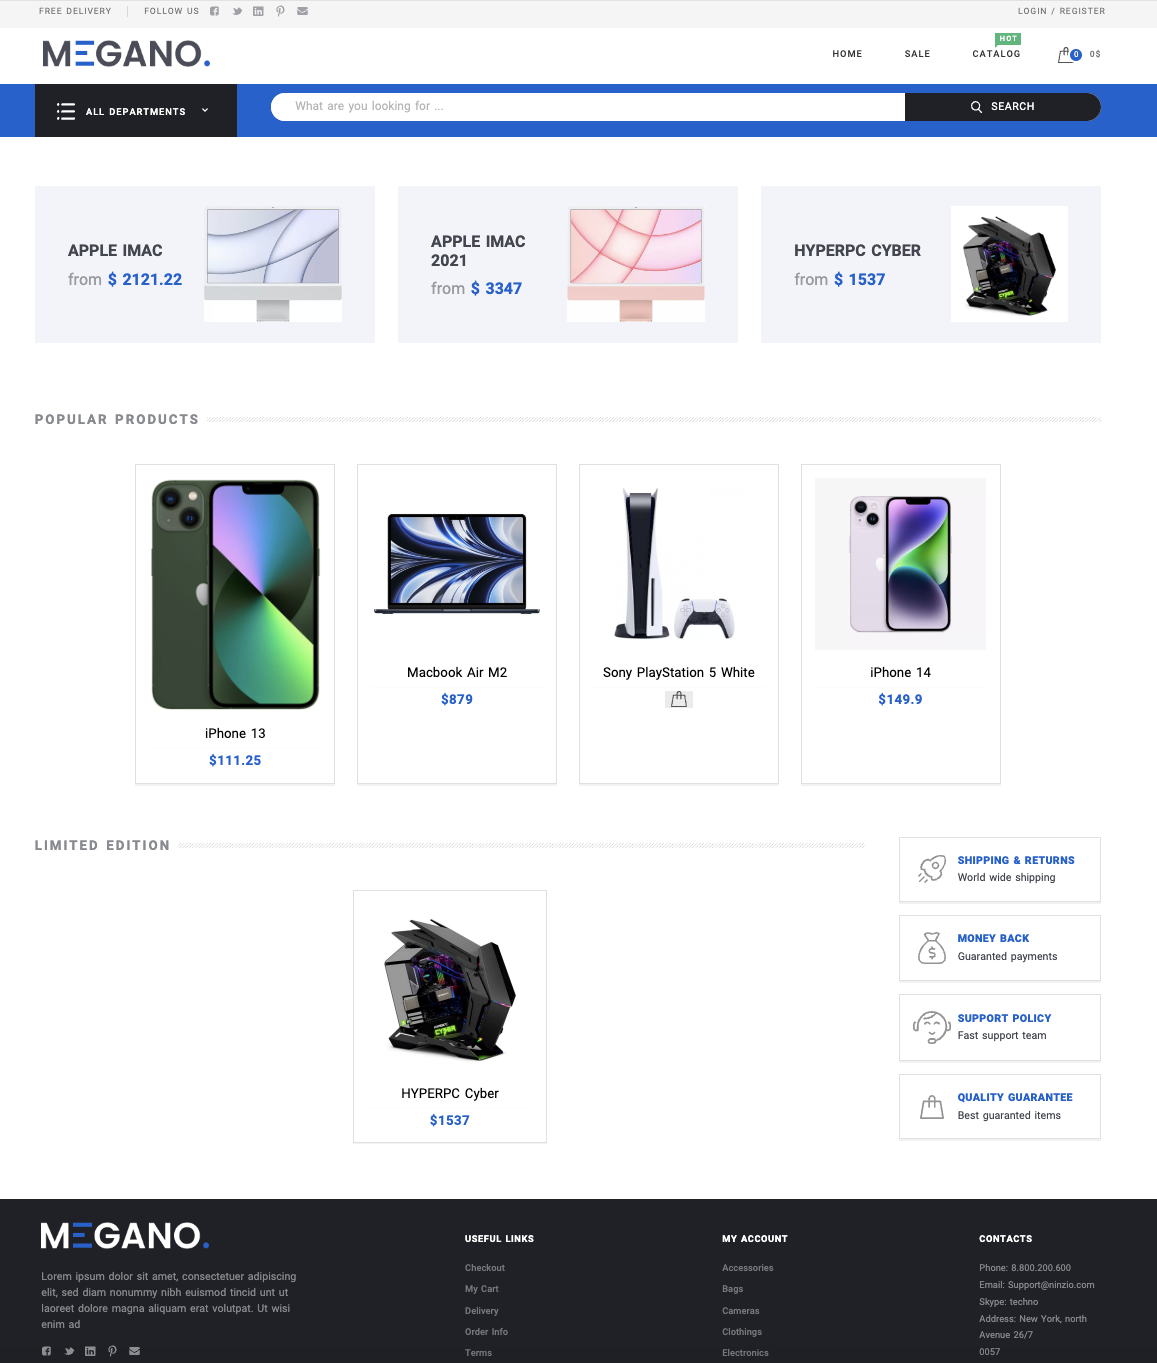 FREE DELIVERY
FOLLOW US
LOGIN / REGISTER
MEGANO.
HOME
SALE
HOT
CATALOG
0
0$
ALL DEPARTMENTS
What are you looking for ...
SEARCH
APPLE IMAC
from $ 2121.22
APPLE IMAC
2021
from $ 3347
HYPERPC CYBER
from $ 1537
POPULAR PRODUCTS
iPhone 13
$111.25
Macbook Air M2
$879
Sony PlayStation 5 White
iPhone 14
$149.9
LIMITED EDITION
CYBER
HYPERPC Cyber
$1537
SHIPPING & RETURNS
World wide shipping
MONEY BACK
Guaranted payments
SUPPORT POLICY
Fast support team
QUALITY GUARANTEE
Best guaranted items
MEGANO.
Lorem ipsum dolor sit amet, consectetuer adipiscing
elit, sed diam nonummy nibh euismod tincid unt ut
laoreet dolore magna aliquam erat volutpat. Ut wisi
enim ad
USEFUL LINKS
Checkout
My Cart
Delivery
Order Info
Terms
MY ACCOUNT
Accessories
Bags
Cameras
Clothings
Electronics
CONTACTS
Phone: 8.800.200.600
Email: Support@ninzio.com
Skype: techno
Address: New York, north
Avenue 26/7
0057